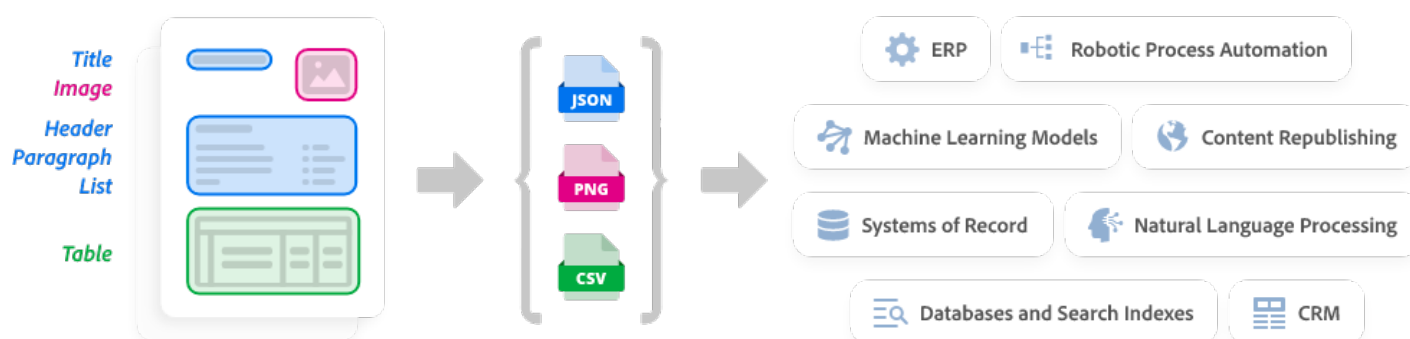 Title
Image
Header
Paragraph
List
Table
JSON
PNG
CSV
ERP
Robotic Process Automation
Machine Learning Models
Content Republishing
Systems of Record
Natural Language Processing
Databases and Search Indexes
CRM